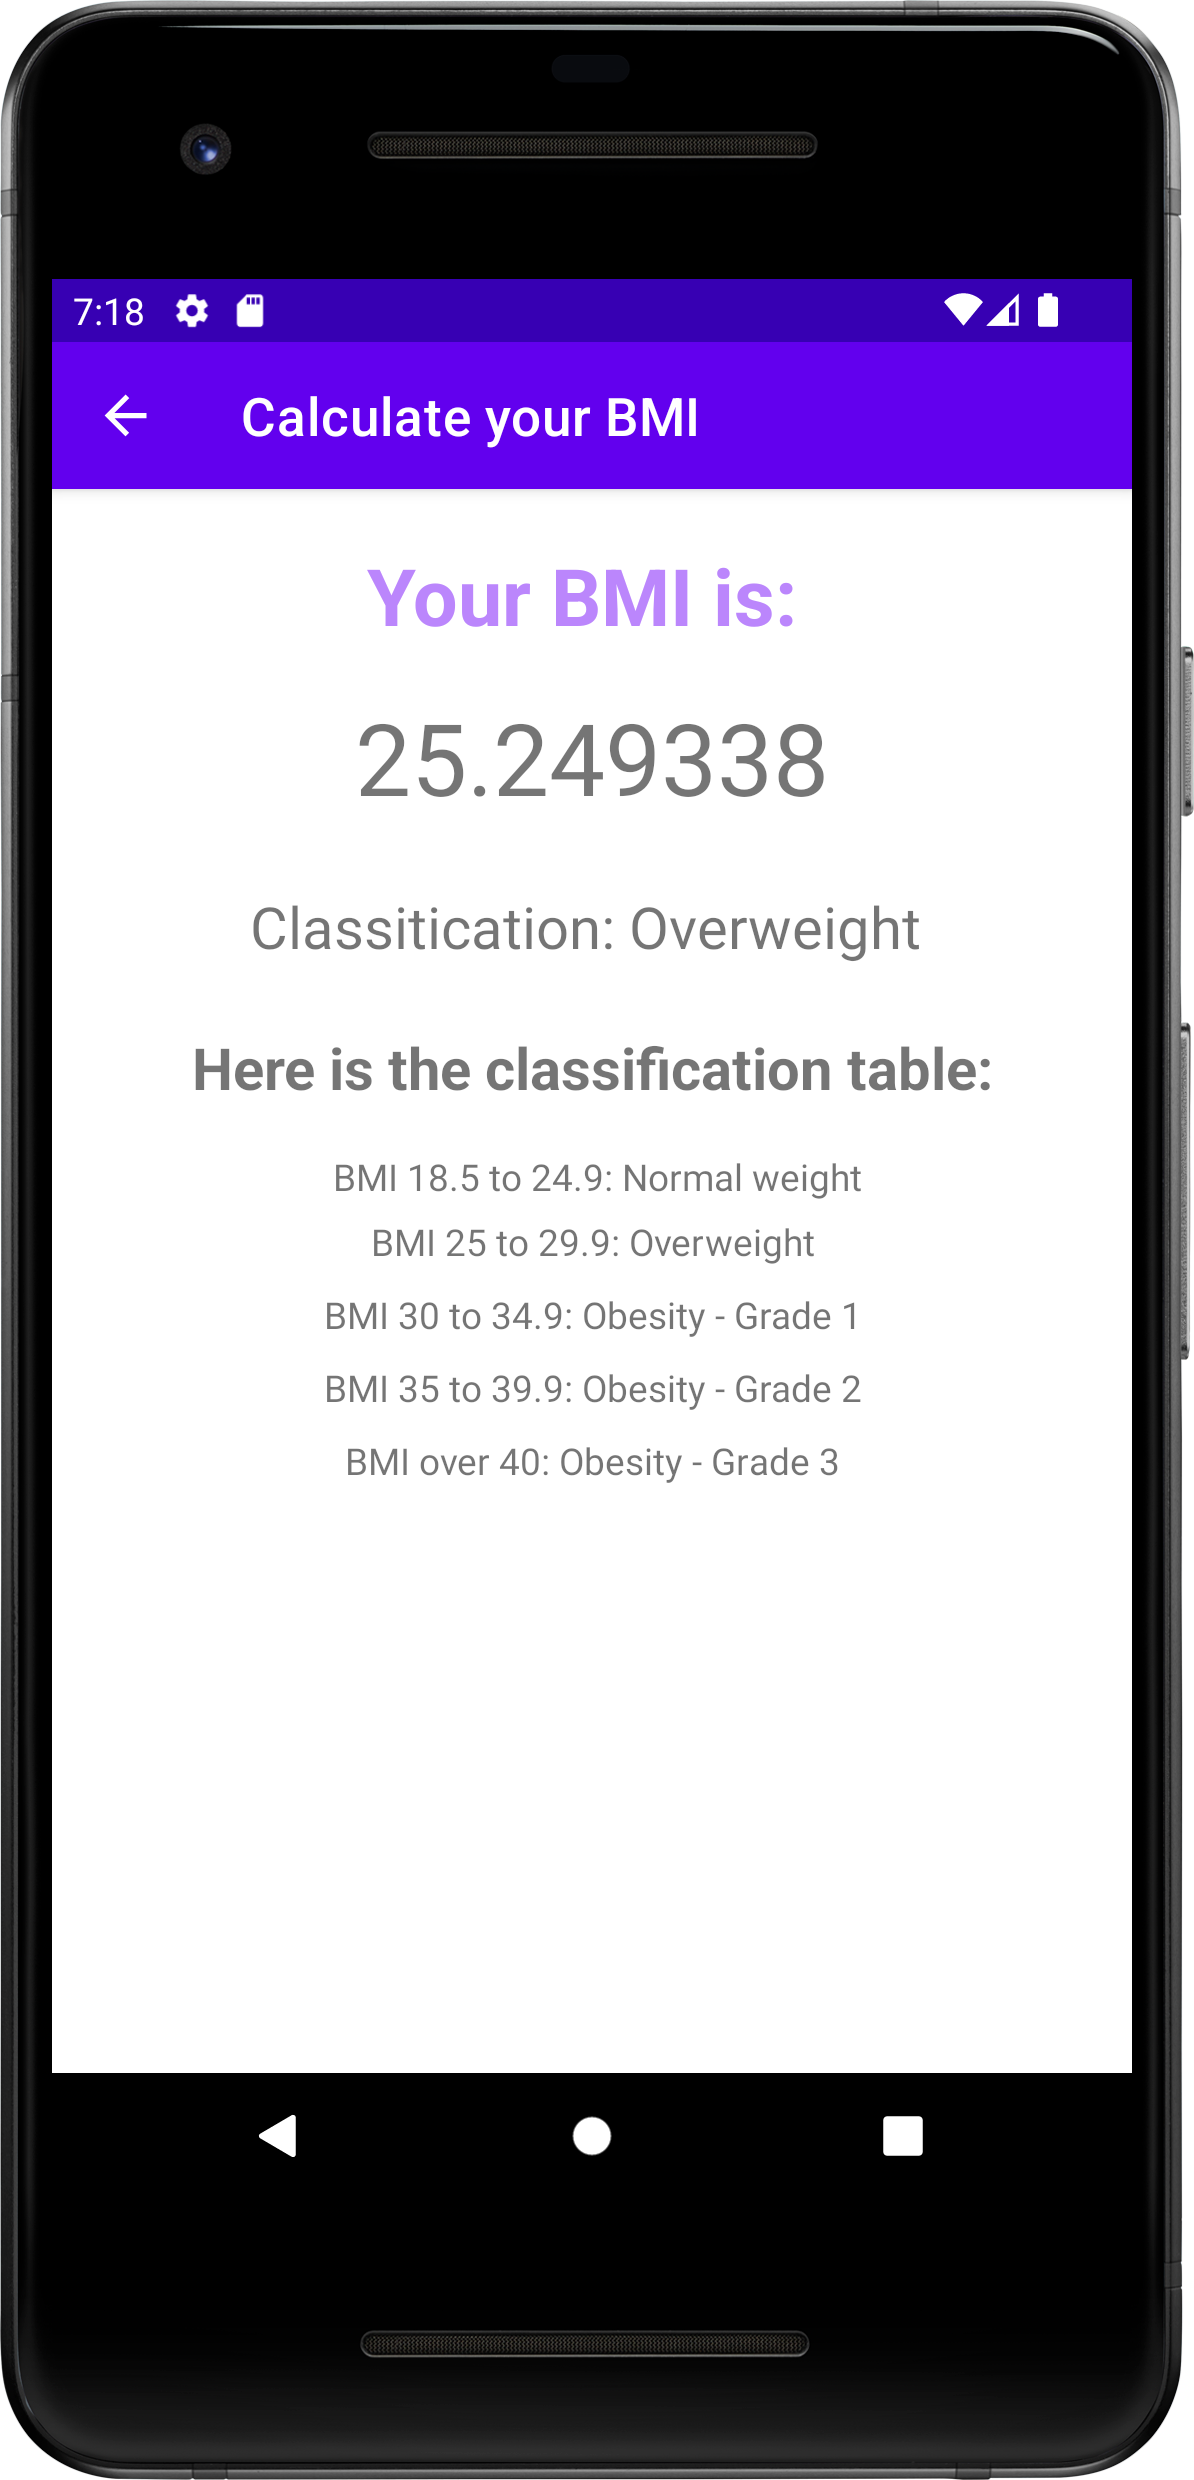 7:18
Calculate your BMI
Your BMI is:
25.249338
Classitication: Overweight
Here is the classification table:
BMI 18.5 to 24.9: Normal weight
BMI 25 to 29.9: Overweight
BMI 30 to 34.9: Obesity - Grade 1
BMI 35 to 39.9: Obesity - Grade 2
BMI over 40: Obesity - Grade 3